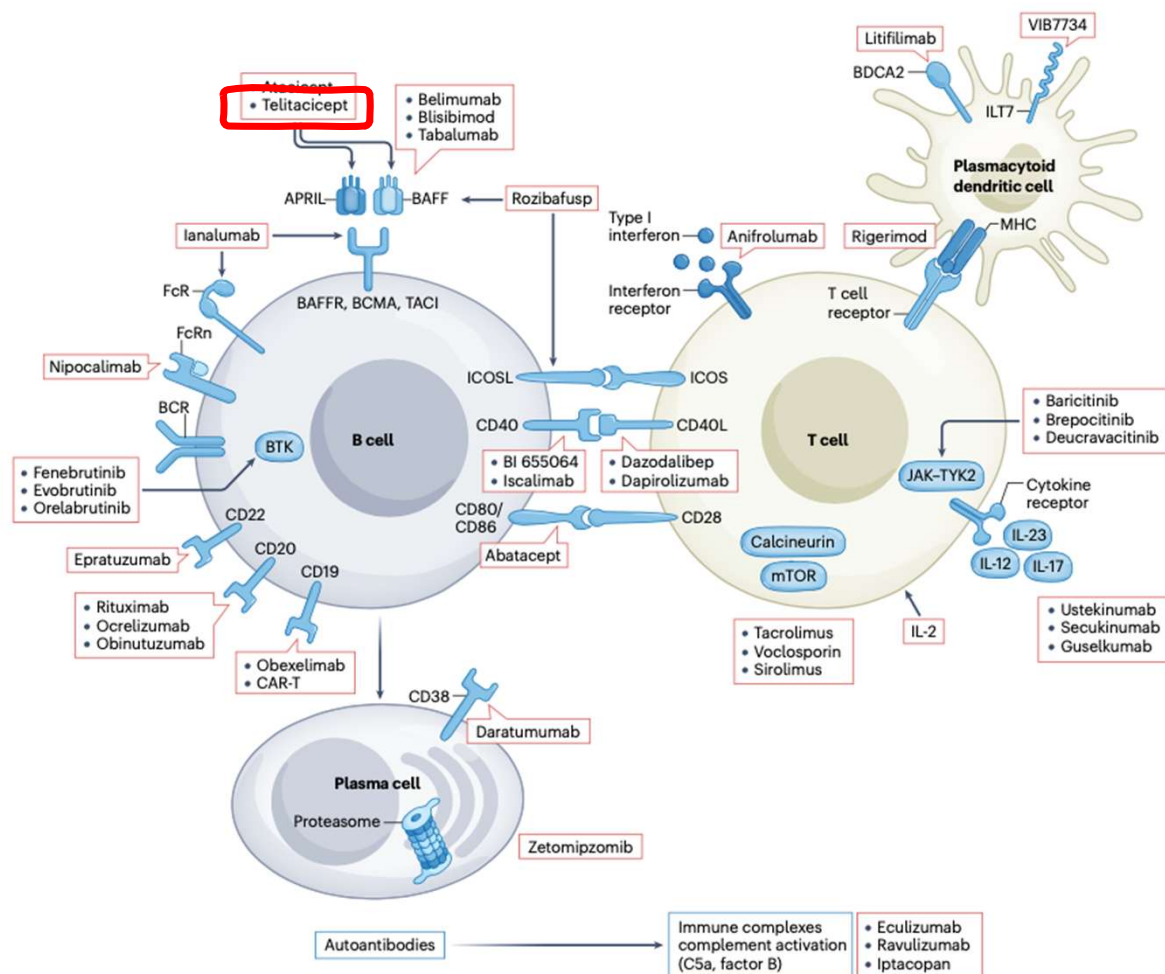 Litifilimab
VIB7734
BDCA2
ILT7
Plasmacytoid
dendritic cell
MHC
Atacicept
• Telitacicept
• Belimumab
• Blisibimod
• Tabalumab
APRIL
BAFF
Rozibafusp
Ianalumab
Type I
interferon
Anifrolumab
Rigerimod
FcR
BAFFR, BCMA, TACI
Interferon
receptor
T cell
receptor
FcRn
Nipocalimab
ICOSL
ICOS
BCR
B cell
CD40
CD40L
T cell
• Baricitinib
• Brepocitinib
• Deucravacitinib
BTK
• BI 655064
• Iscalimab
• Dazodalibep
• Dapirolizumab
JAK–TYK2
• Fenebrutinib
• Evobrutinib
• Orelabrutinib
Cytokine
receptor
CD22
CD80/
CD86
CD28
IL-23
IL-12
IL-17
Epratuzumab
CD20
CD19
Abatacept
Calcineurin
mTOR
• Rituximab
• Ocrelizumab
• Obinutuzumab
• Obexelimab
• CAR-T
• Tacrolimus
• Voclosporin
• Sirolimus
IL-2
• Ustekinumab
• Secukinumab
• Guselkumab
CD38
Daratumumab
Plasma cell
Proteasome
Zetomipzomib
Autoantibodies
Immune complexes
complement activation
(C5a, factor B)
• Eculizumab
• Ravulizumab
• Iptacopan